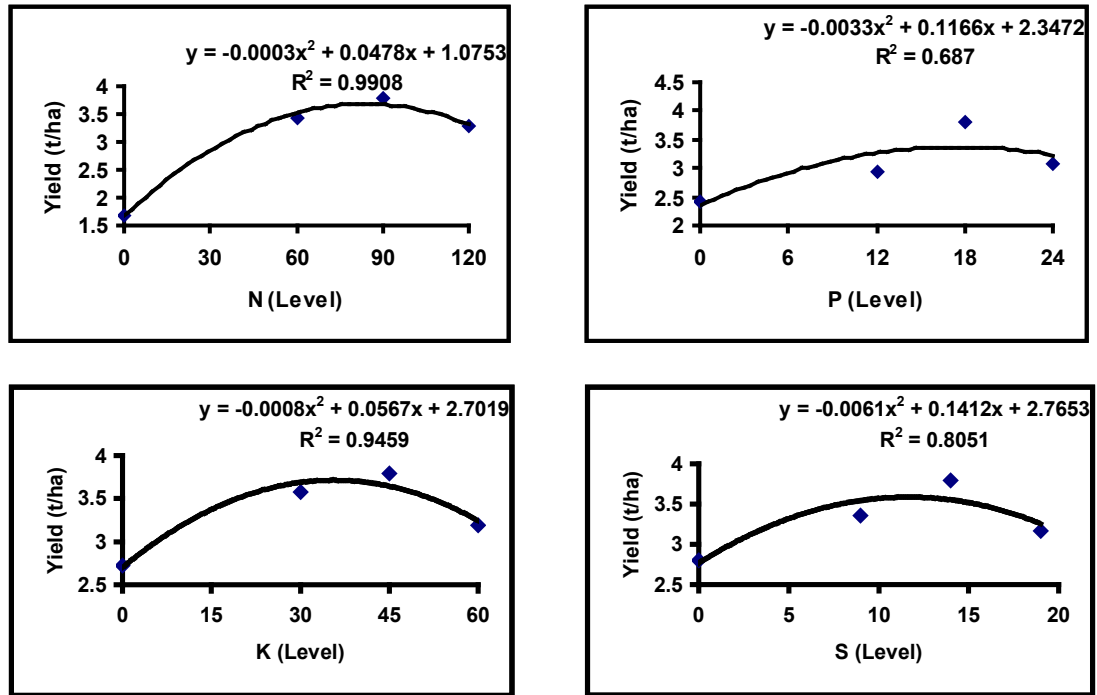 y = -0.0003x² + 0.0478x + 1.0753
R² = 0.9908
Yield (t/ha)
4
3.5
3
2.5
2
1.5
0 30 60 90 120
N (Level)
y = -0.0033x² + 0.1166x + 2.3472
R² = 0.687
Yield (t/ha)
4.5
4
3.5
3
2.5
2
0 6 12 18 24
P (Level)
y = -0.0008x² + 0.0567x + 2.7019
R² = 0.9459
Yield (t/ha)
4
3.5
3
2.5
0 15 30 45 60
K (Level)
y = -0.0061x² + 0.1412x + 2.7653
R² = 0.8051
Yield (t/ha)
4
3.5
3
2.5
0 5 10 15 20
S (Level)